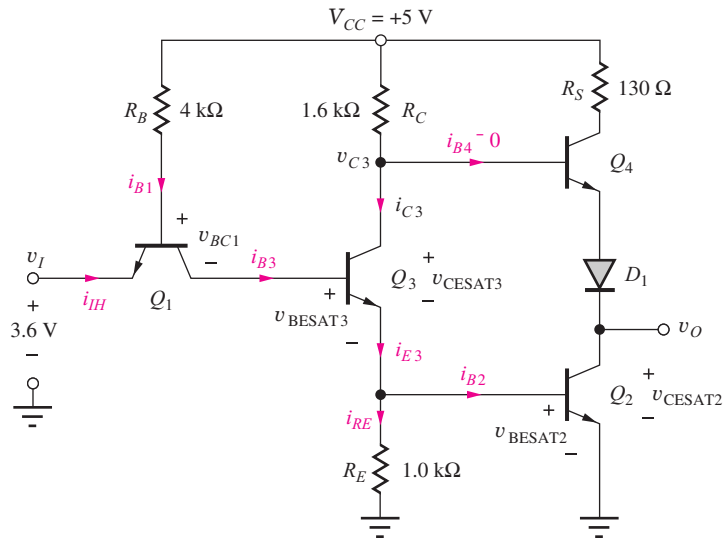 V_CC = +5 V
R_B 4 kΩ
1.6 kΩ R_C
R_S 130 Ω
v_C3
i_B4 - 0
Q_4
i_B1
i_C3
v_I
+
v_BC1
−
i_B3
i_IH
Q_1
+
3.6 V
−
Q_3
+
v_CESAT3
−
+
v_BESAT3
−
D_1
v_O
i_E3
i_B2
Q_2
+
v_CESAT2
−
i_RE
+
v_BESAT2
−
R_E 1.0 kΩ